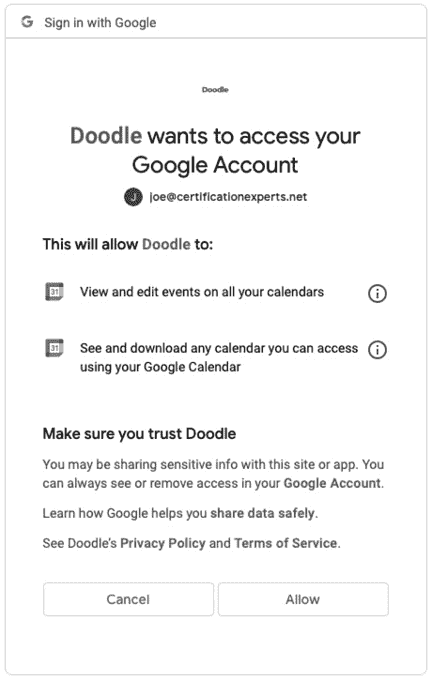 G Sign in with Google
Doodle
Doodle wants to access your
Google Account
J joe@certificationexperts.net
This will allow Doodle to:
31 View and edit events on all your calendars
31 See and download any calendar you can access
using your Google Calendar
Make sure you trust Doodle
You may be sharing sensitive info with this site or app. You
can always see or remove access in your Google Account.
Learn how Google helps you share data safely.
See Doodle's Privacy Policy and Terms of Service.
Cancel Allow